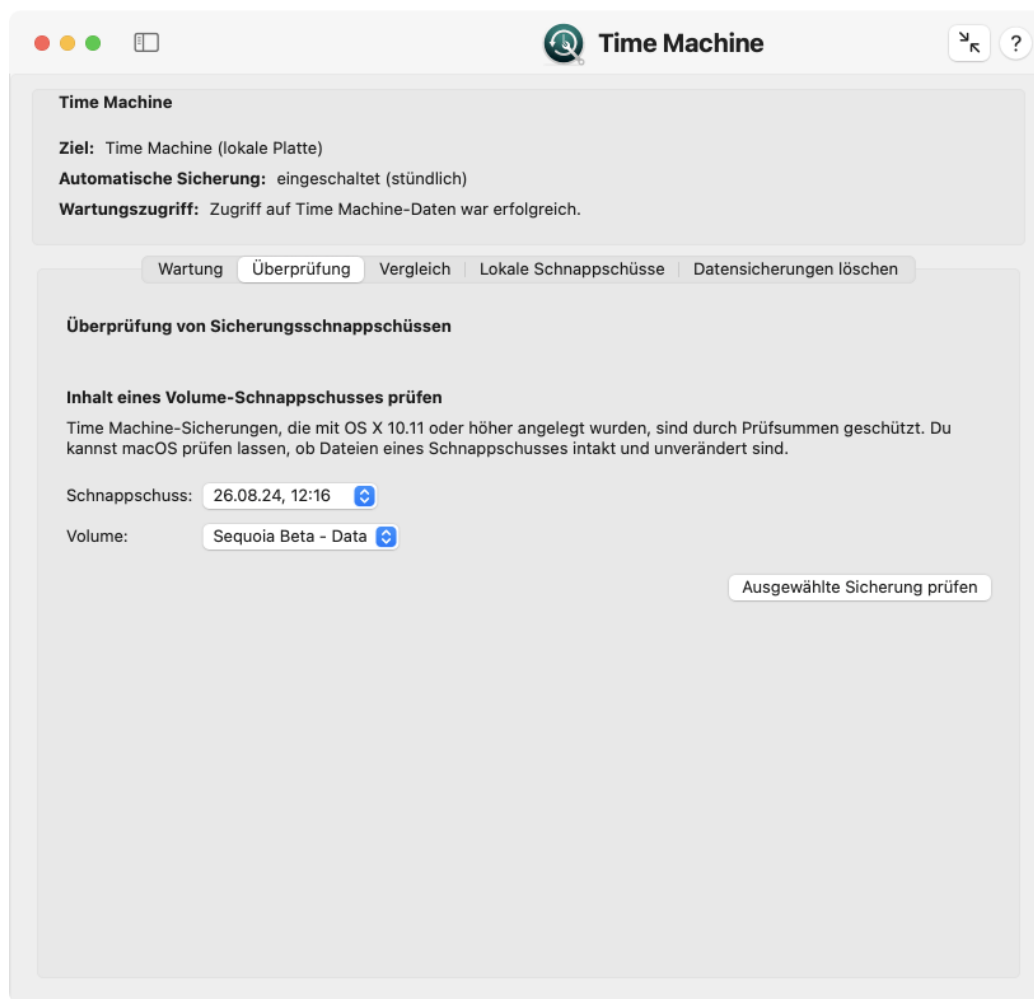 Time Machine
?
Time Machine
Ziel: Time Machine (lokale Platte)
Automatische Sicherung: eingeschaltet (stündlich)
Wartungszugriff: Zugriff auf Time Machine-Daten war erfolgreich.
Wartung Überprüfung Vergleich Lokale Schnappschüsse Datensicherungen löschen
Überprüfung von Sicherungsschnappschüssen
Inhalt eines Volume-Schnappschusses prüfen
Time Machine-Sicherungen, die mit OS X 10.11 oder höher angelegt wurden, sind durch Prüfsummen geschützt. Du
kannst macOS prüfen lassen, ob Dateien eines Schnappschusses intakt und unverändert sind.
Schnappschuss: 26.08.24, 12:16
Volume: Sequoia Beta - Data
Ausgewählte Sicherung prüfen